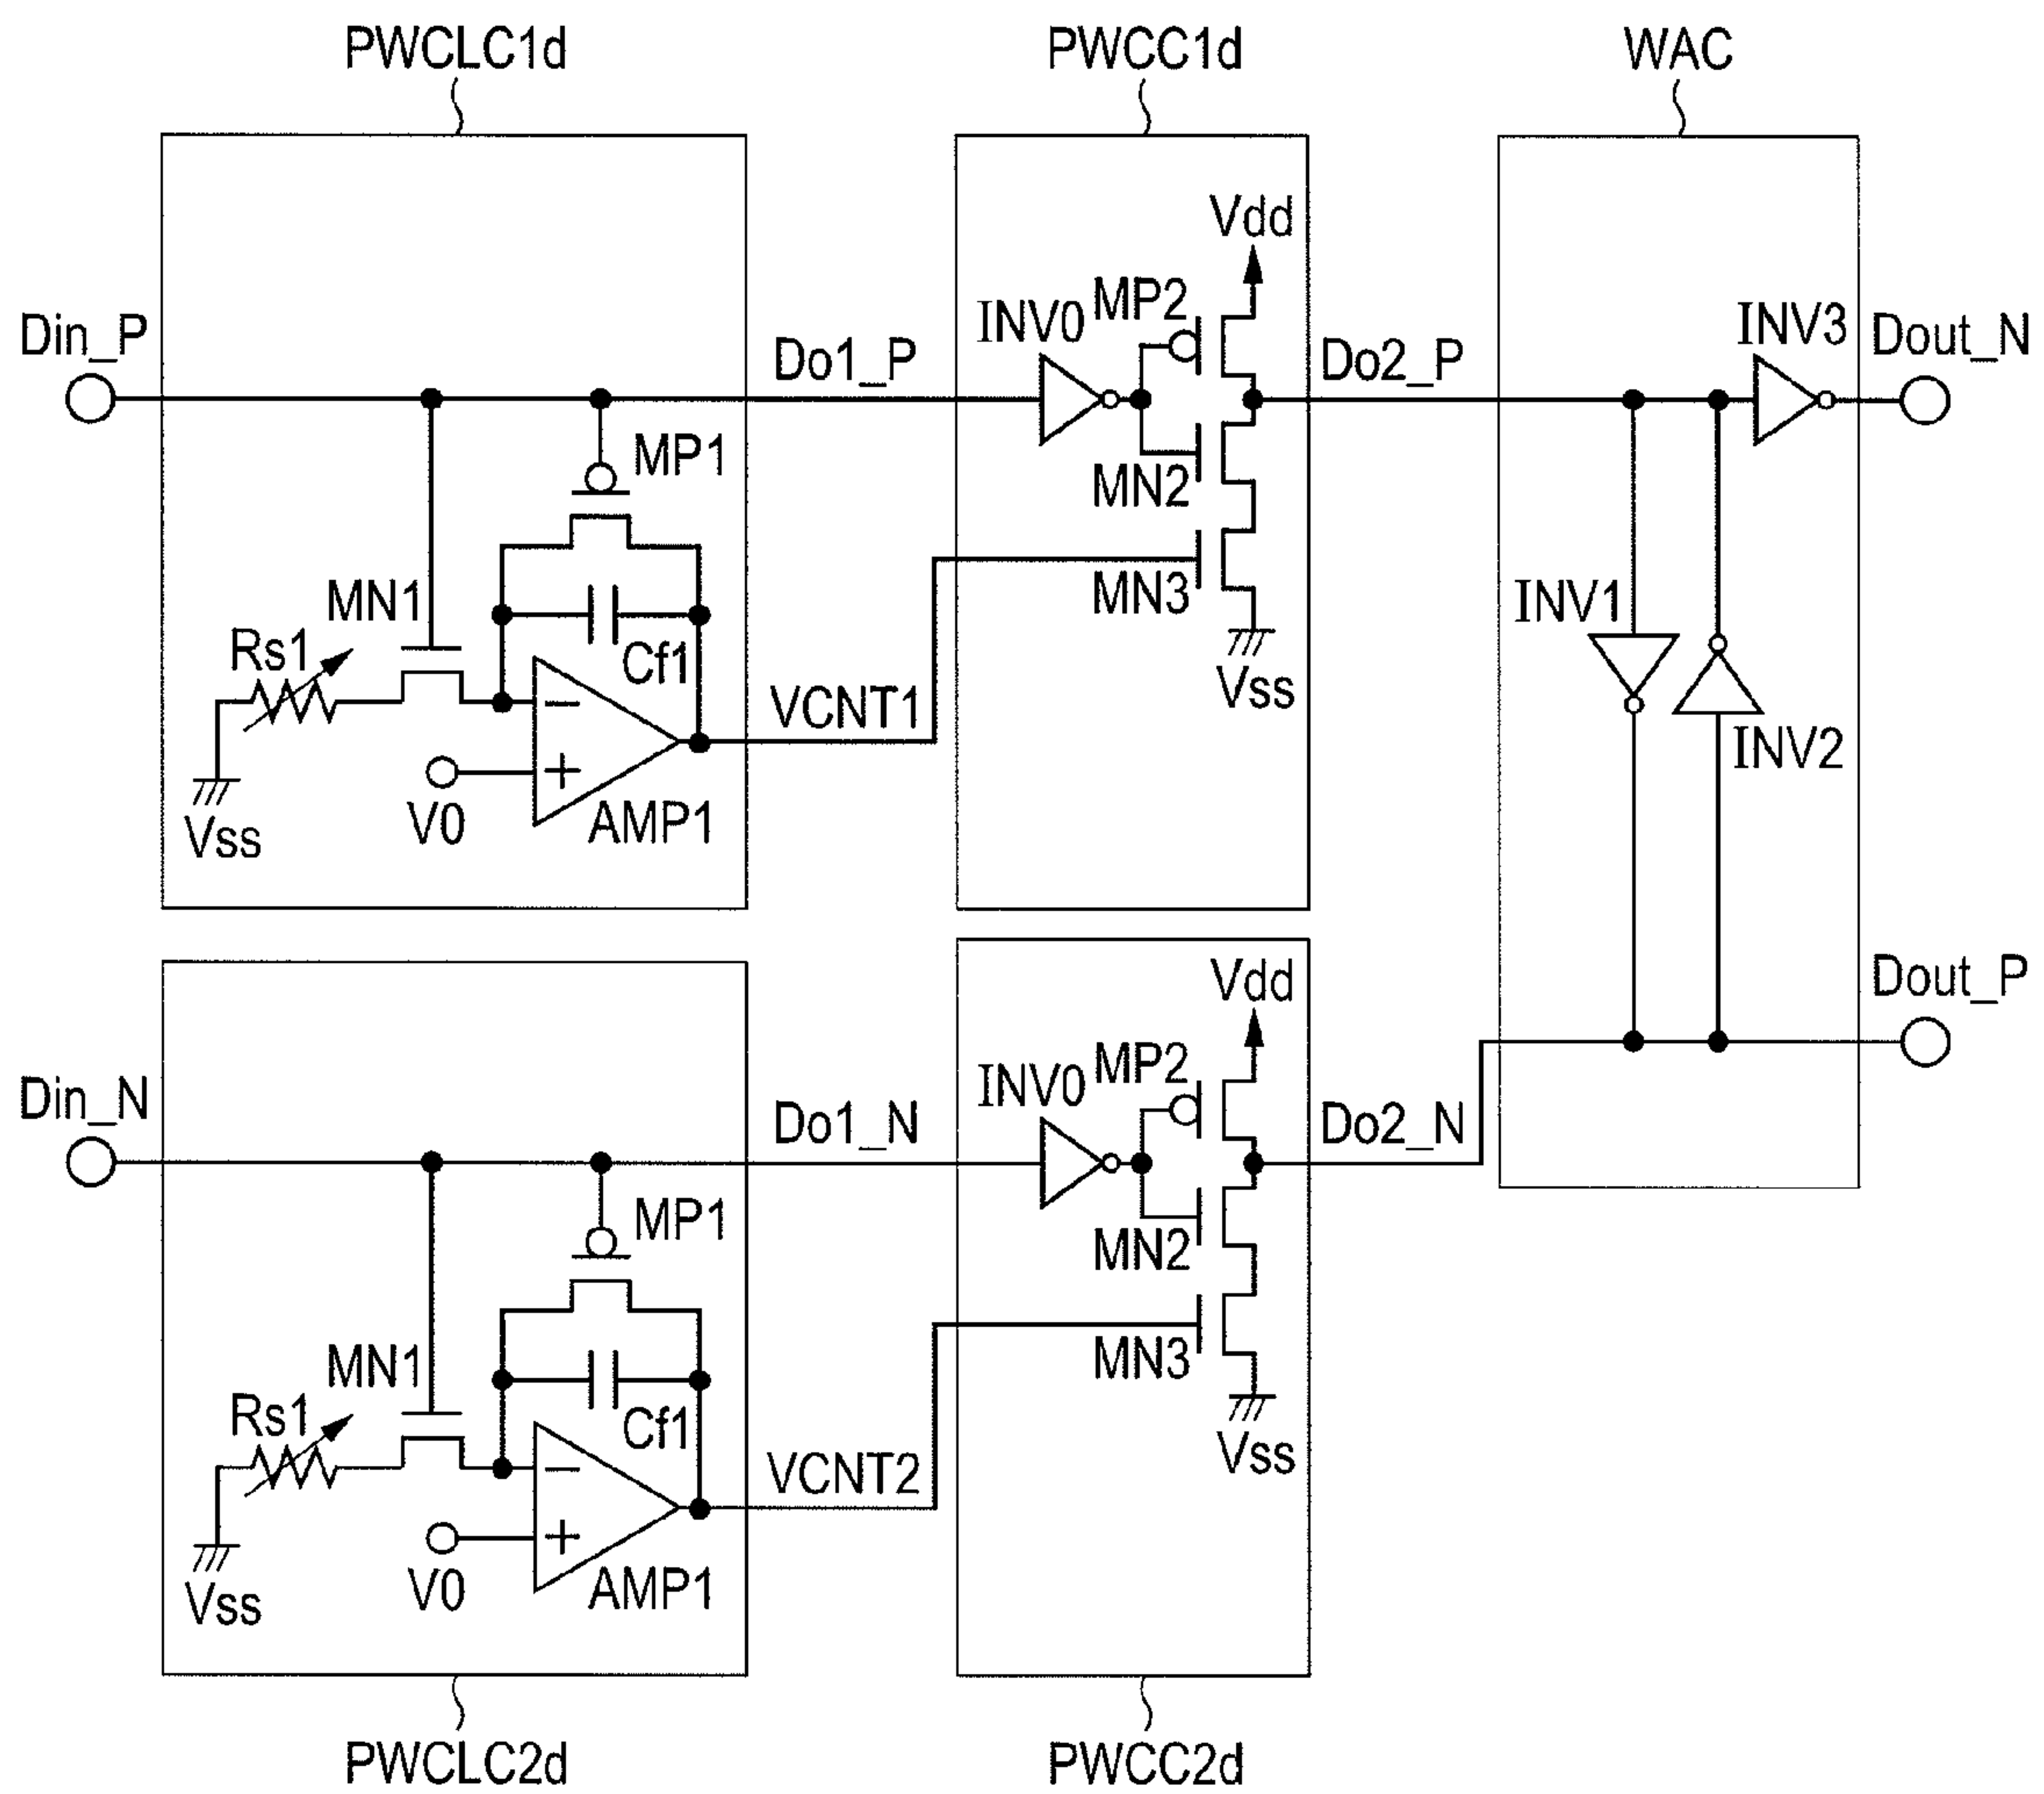 PWCLC1d
PWCC1d
WAC
Vdd
Din_P
Do1_P
INV0
MP2
Do2_P
INV3
Dout_N
MP1
MN2
MN1
Cf1
MN3
INV1
Rs1
VCNT1
Vss
INV2
−
+
V0
AMP1
Vss
Dout_P
Vdd
Din_N
Do1_N
INV0
MP2
Do2_N
MP1
MN2
MN1
Cf1
MN3
Rs1
VCNT2
Vss
−
+
V0
AMP1
Vss
PWCLC2d
PWCC2d